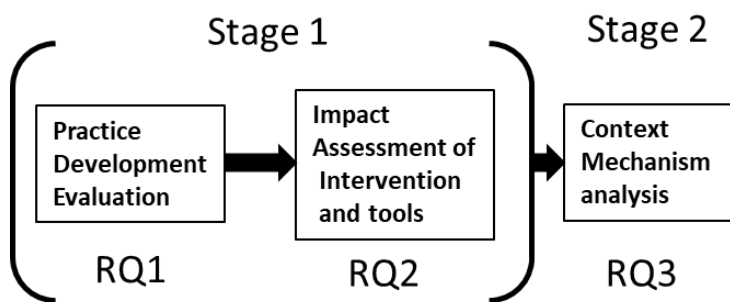 Stage 1
Stage 2
Practice
Development
Evaluation
Impact
Assessment of
Intervention
and tools
Context
Mechanism
analysis
RQ1
RQ2
RQ3